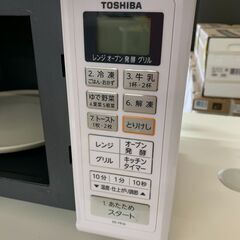 TOSHIBA
レンジ オーブン 発酵 グリル
2. 冷凍 3. 牛乳
ごはん・おかず 1杯・2杯
ゆで野菜 6. 解凍
4葉菜 5根菜
7. トースト とりけし
1枚・2枚
レンジ オーブン
発酵
グリル キッチン
タイマー
10分 1分 10秒
温度・仕上がり調節
1. あたため
スタート